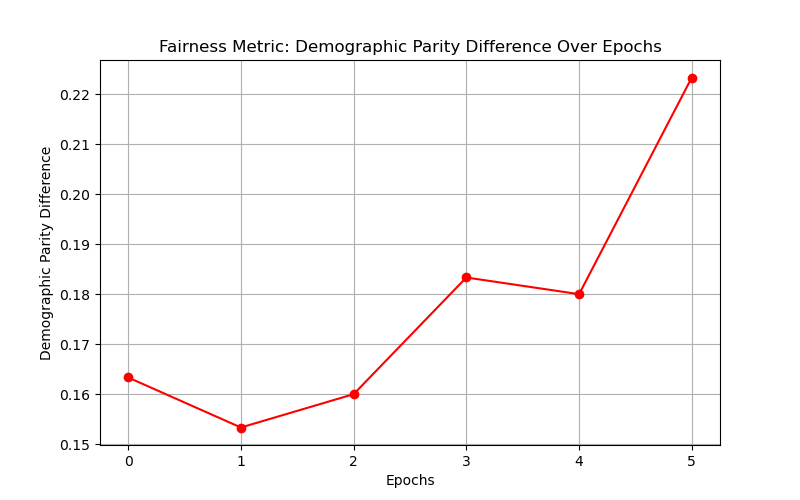 Fairness Metric: Demographic Parity Difference Over Epochs
Demographic Parity Difference
0.22
0.21
0.20
0.19
0.18
0.17
0.16
0.15
0 1 2 3 4 5
Epochs